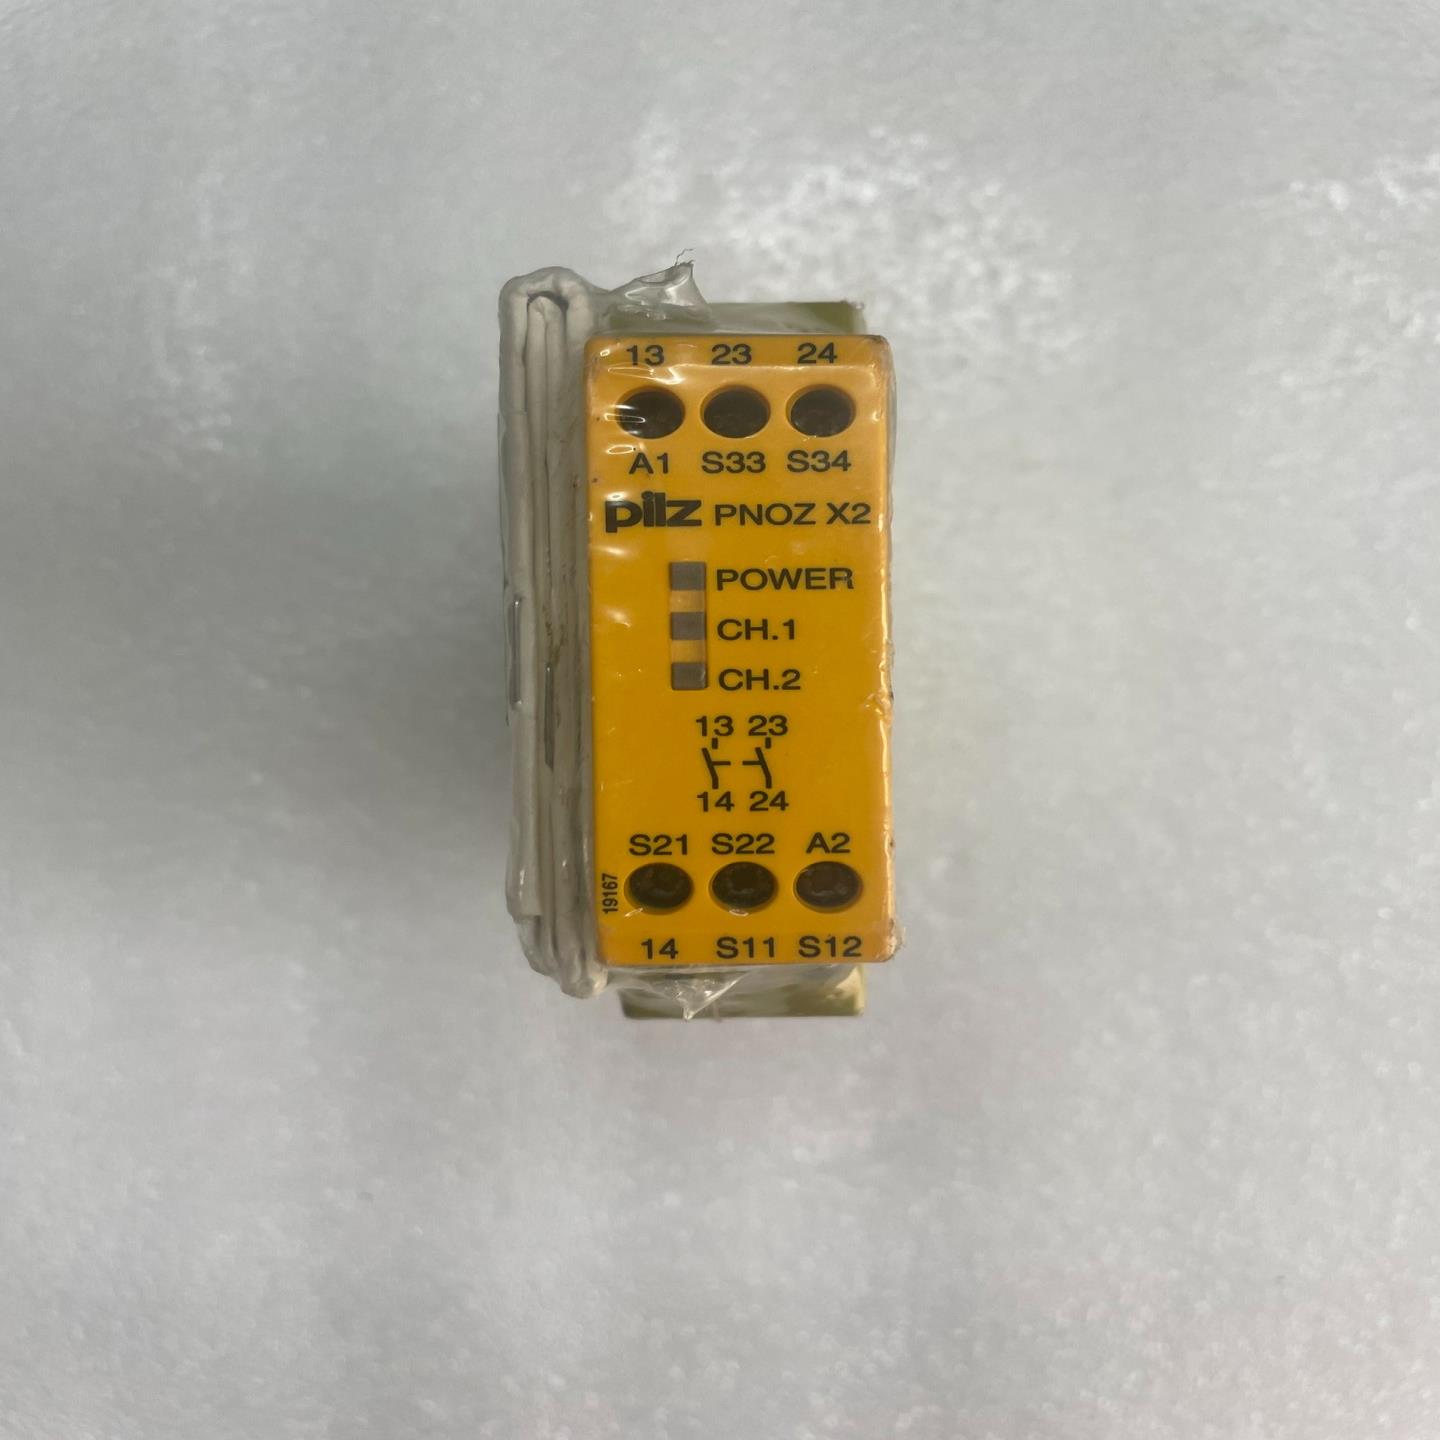 13 23 24
A1 S33 S34
pilz PNOZ X2
POWER
CH.1
CH.2
13 23
14 24
S21 S22 A2
19167
14 S11 S12